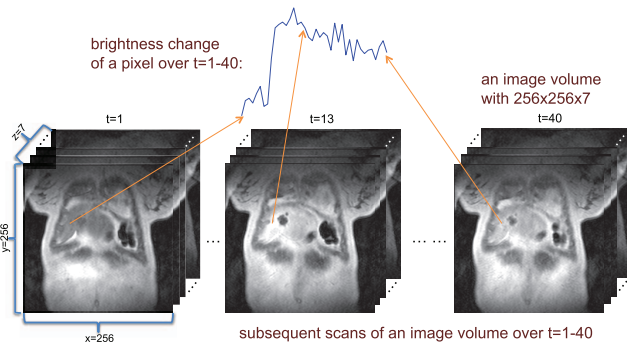 brightness change
of a pixel over t=1-40:
an image volume
with 256x256x7
z=7
t=1
t=13
t=40
y=256
... 
... ...
x=256
subsequent scans of an image volume over t=1-40